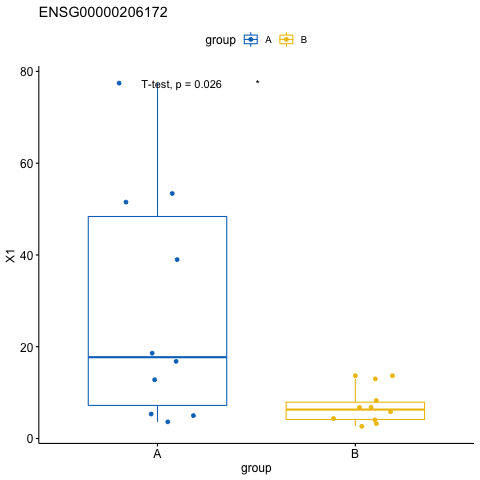 ENSG00000206172
group A B
T-test, p = 0.026 *
80
60
40
20
0
X1
A B
group